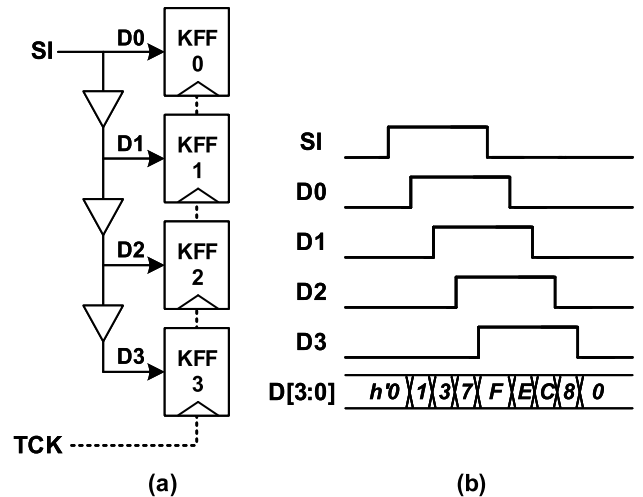 SI
D0
KFF
0
D1
KFF
1
D2
KFF
2
D3
KFF
3
TCK
(a)
SI
D0
D1
D2
D3
D[3:0] h'0 1 3 7 F E C 8 0
(b)